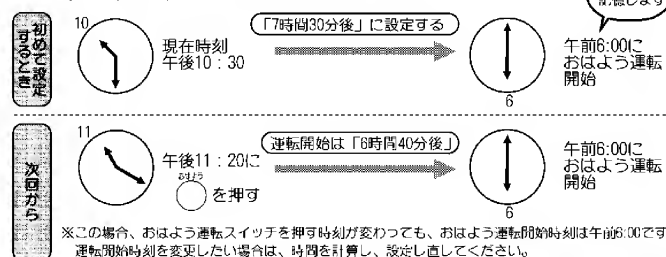 記憶します
初めて設定
するとき
10
現在時刻
午後10：30
「7時間30分後」に設定する
6
午前6:00に
おはよう運転
開始
次回から
11
午後11：20に
おはよう
を押す
運転開始は「6時間40分後」
6
午前6:00に
おはよう運転
開始
※この場合、おはよう運転スイッチを押す時刻が変わっても、おはよう運転開始時刻は午前6:00です
運転開始時刻を変更したい場合は、時間を計算し、設定し直してください。